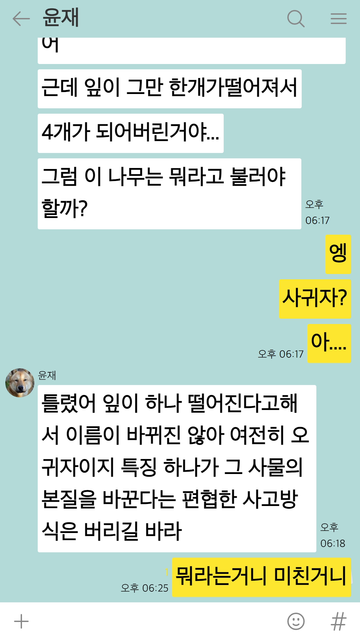 윤재
어
근데 잎이 그만 한개가떨어져서
4개가 되어버린거야...
그럼 이 나무는 뭐라고 불러야
할까?
오후
06:17
엥
사귀자?
아....
오후 06:17
윤재
틀렸어 잎이 하나 떨어진다고해
서 이름이 바뀌진 않아 여전히 오
귀자이지 특징 하나가 그 사물의
본질을 바꾼다는 편협한 사고방
식은 버리길 바라
오후
06:18
뭐라는거니 미친거니
오후 06:25